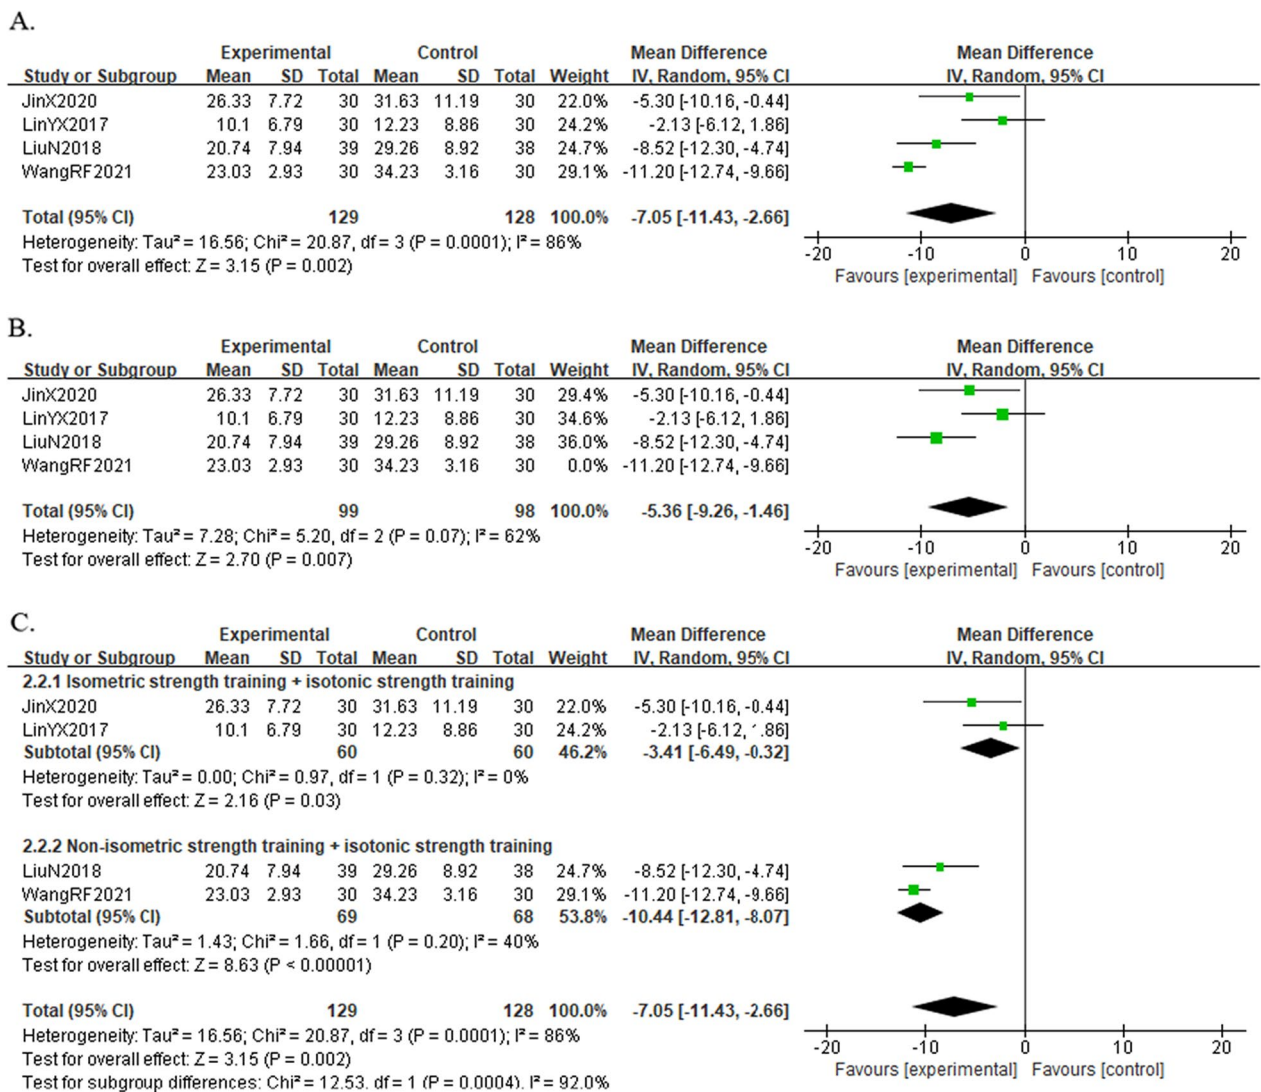 A.
Experimental Control Mean Difference Mean Difference
Study or Subgroup Mean SD Total Mean SD Total Weight IV, Random, 95% CI IV, Random, 95% CI
JinX2020 26.33 7.72 30 31.63 11.19 30 22.0% -5.30 [-10.16, -0.44]
LinYX2017 10.1 6.79 30 12.23 8.86 30 24.2% -2.13 [-6.12, 1.86]
LiuN2018 20.74 7.94 39 29.26 8.92 38 24.7% -8.52 [-12.30, -4.74]
WangRF2021 23.03 2.93 30 34.23 3.16 30 29.1% -11.20 [-12.74, -9.66]
Total (95% CI) 129 128 100.0% -7.05 [-11.43, -2.66]
Heterogeneity: Tau² = 16.56; Chi² = 20.87, df = 3 (P = 0.0001); I² = 86%
Test for overall effect: Z = 3.15 (P = 0.002)
-20 -10 0 10 20
Favours [experimental] Favours [control]
B.
Experimental Control Mean Difference Mean Difference
Study or Subgroup Mean SD Total Mean SD Total Weight IV, Random, 95% CI IV, Random, 95% CI
JinX2020 26.33 7.72 30 31.63 11.19 30 29.4% -5.30 [-10.16, -0.44]
LinYX2017 10.1 6.79 30 12.23 8.86 30 34.6% -2.13 [-6.12, 1.86]
LiuN2018 20.74 7.94 39 29.26 8.92 38 36.0% -8.52 [-12.30, -4.74]
WangRF2021 23.03 2.93 30 34.23 3.16 30 0.0% -11.20 [-12.74, -9.66]
Total (95% CI) 99 98 100.0% -5.36 [-9.26, -1.46]
Heterogeneity: Tau² = 7.28; Chi² = 5.20, df = 2 (P = 0.07); I² = 62%
Test for overall effect: Z = 2.70 (P = 0.007)
-20 -10 0 10 20
Favours [experimental] Favours [control]
C.
Experimental Control Mean Difference Mean Difference
Study or Subgroup Mean SD Total Mean SD Total Weight IV, Random, 95% CI IV, Random, 95% CI
2.2.1 Isometric strength training + isotonic strength training
JinX2020 26.33 7.72 30 31.63 11.19 30 22.0% -5.30 [-10.16, -0.44]
LinYX2017 10.1 6.79 30 12.23 8.86 30 24.2% -2.13 [-6.12, 1.86]
Subtotal (95% CI) 60 60 46.2% -3.41 [-6.49, -0.32]
Heterogeneity: Tau² = 0.00; Chi² = 0.97, df = 1 (P = 0.32); I² = 0%
Test for overall effect: Z = 2.16 (P = 0.03)
2.2.2 Non-isometric strength training + isotonic strength training
LiuN2018 20.74 7.94 39 29.26 8.92 38 24.7% -8.52 [-12.30, -4.74]
WangRF2021 23.03 2.93 30 34.23 3.16 30 29.1% -11.20 [-12.74, -9.66]
Subtotal (95% CI) 69 68 53.8% -10.44 [-12.81, -8.07]
Heterogeneity: Tau² = 1.43; Chi² = 1.66, df = 1 (P = 0.20); I² = 40%
Test for overall effect: Z = 8.63 (P < 0.00001)
Total (95% CI) 129 128 100.0% -7.05 [-11.43, -2.66]
Heterogeneity: Tau² = 16.56; Chi² = 20.87, df = 3 (P = 0.0001); I² = 86%
Test for overall effect: Z = 3.15 (P = 0.002)
Test for subgroup differences: Chi² = 12.53, df = 1 (P = 0.0004), I² = 92.0%
-20 -10 0 10 20
Favours [experimental] Favours [control]